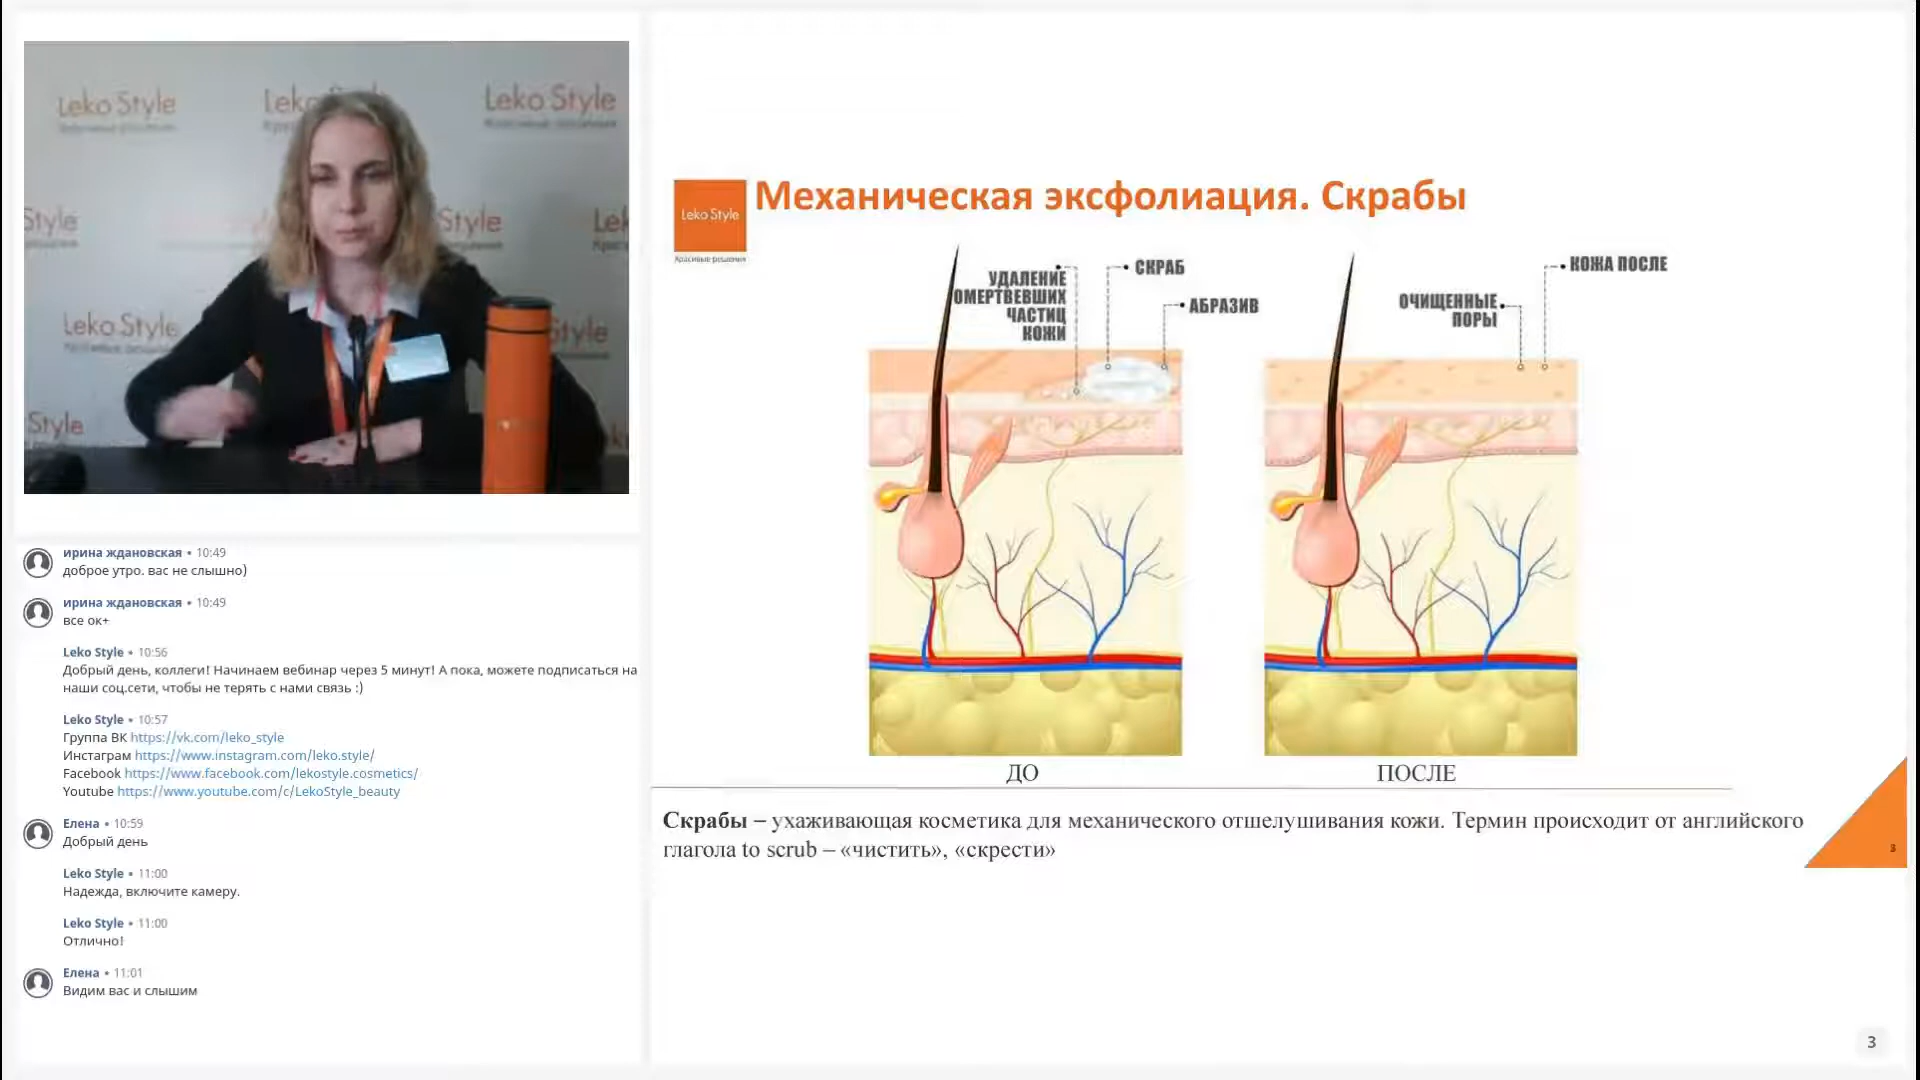 Leko Style
Leko Style
Leko Style
Style
Style
Leko Style
Style
Style
ирина ждановская • 10:49
доброе утро. вас не слышно)
ирина ждановская • 10:49
все ок+
Leko Style • 10:56
Добрый день, коллеги! Начинаем вебинар через 5 минут! А пока, можете подписаться на
наши соц.сети, чтобы не терять с нами связь :)
Leko Style • 10:57
Группа ВК https://vk.com/leko_style
Инстаграм https://www.instagram.com/leko.style/
Facebook https://www.facebook.com/lekostyle.cosmetics/
Youtube https://www.youtube.com/c/LekoStyle_beauty
Елена • 10:59
Добрый день
Leko Style • 11:00
Надежда, включите камеру.
Leko Style • 11:00
Отлично!
Елена • 11:01
Видим вас и слышим
Leko Style
Красивые решения
Механическая эксфолиация. Скрабы
УДАЛЕНИЕ
ОМЕРТВЕВШИХ
ЧАСТИЦ
КОЖИ
СКРАБ
АБРАЗИВ
ОЧИЩЕННЫЕ
ПОРЫ
КОЖА ПОСЛЕ
ДО
ПОСЛЕ
Скрабы – ухаживающая косметика для механического отшелушивания кожи. Термин происходит от английского
глагола to scrub – «чистить», «скрести»
3
3